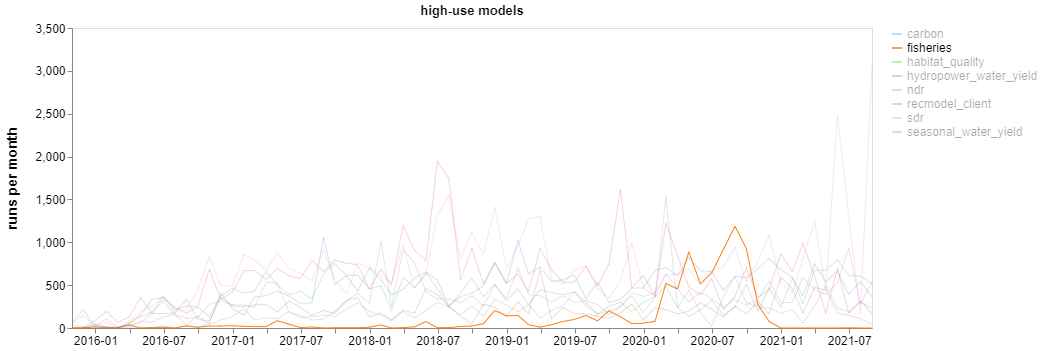 high-use models
runs per month
3,500
3,000
2,500
2,000
1,500
1,000
500
0
2016-01
2016-07
2017-01
2017-07
2018-01
2018-07
2019-01
2019-07
2020-01
2020-07
2021-01
2021-07
carbon
fisheries
habitat_quality
hydropower_water_yield
ndr
recmodel_client
sdr
seasonal_water_yield